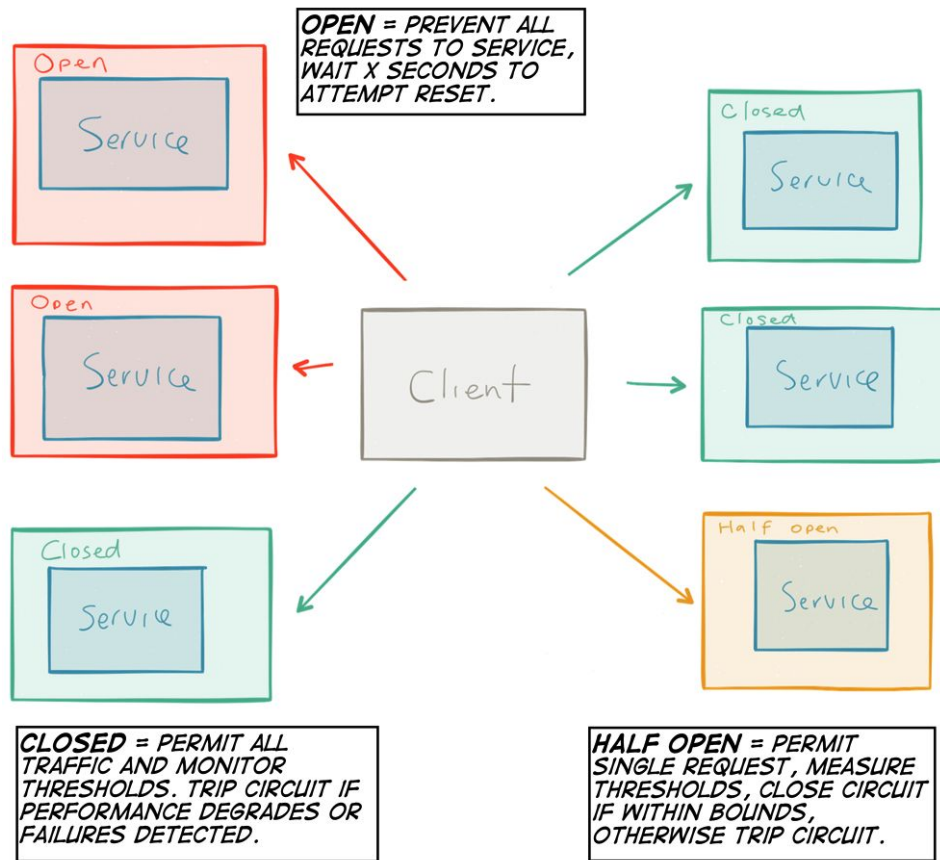 OPEN = PREVENT ALL
REQUESTS TO SERVICE,
WAIT X SECONDS TO
ATTEMPT RESET.
Open
Service
Closed
Service
Open
Service
Client
Closed
Service
Closed
Service
Half open
Service
CLOSED = PERMIT ALL
TRAFFIC AND MONITOR
THRESHOLDS. TRIP CIRCUIT IF
PERFORMANCE DEGRADES OR
FAILURES DETECTED.
HALF OPEN = PERMIT
SINGLE REQUEST, MEASURE
THRESHOLDS, CLOSE CIRCUIT
IF WITHIN BOUNDS,
OTHERWISE TRIP CIRCUIT.